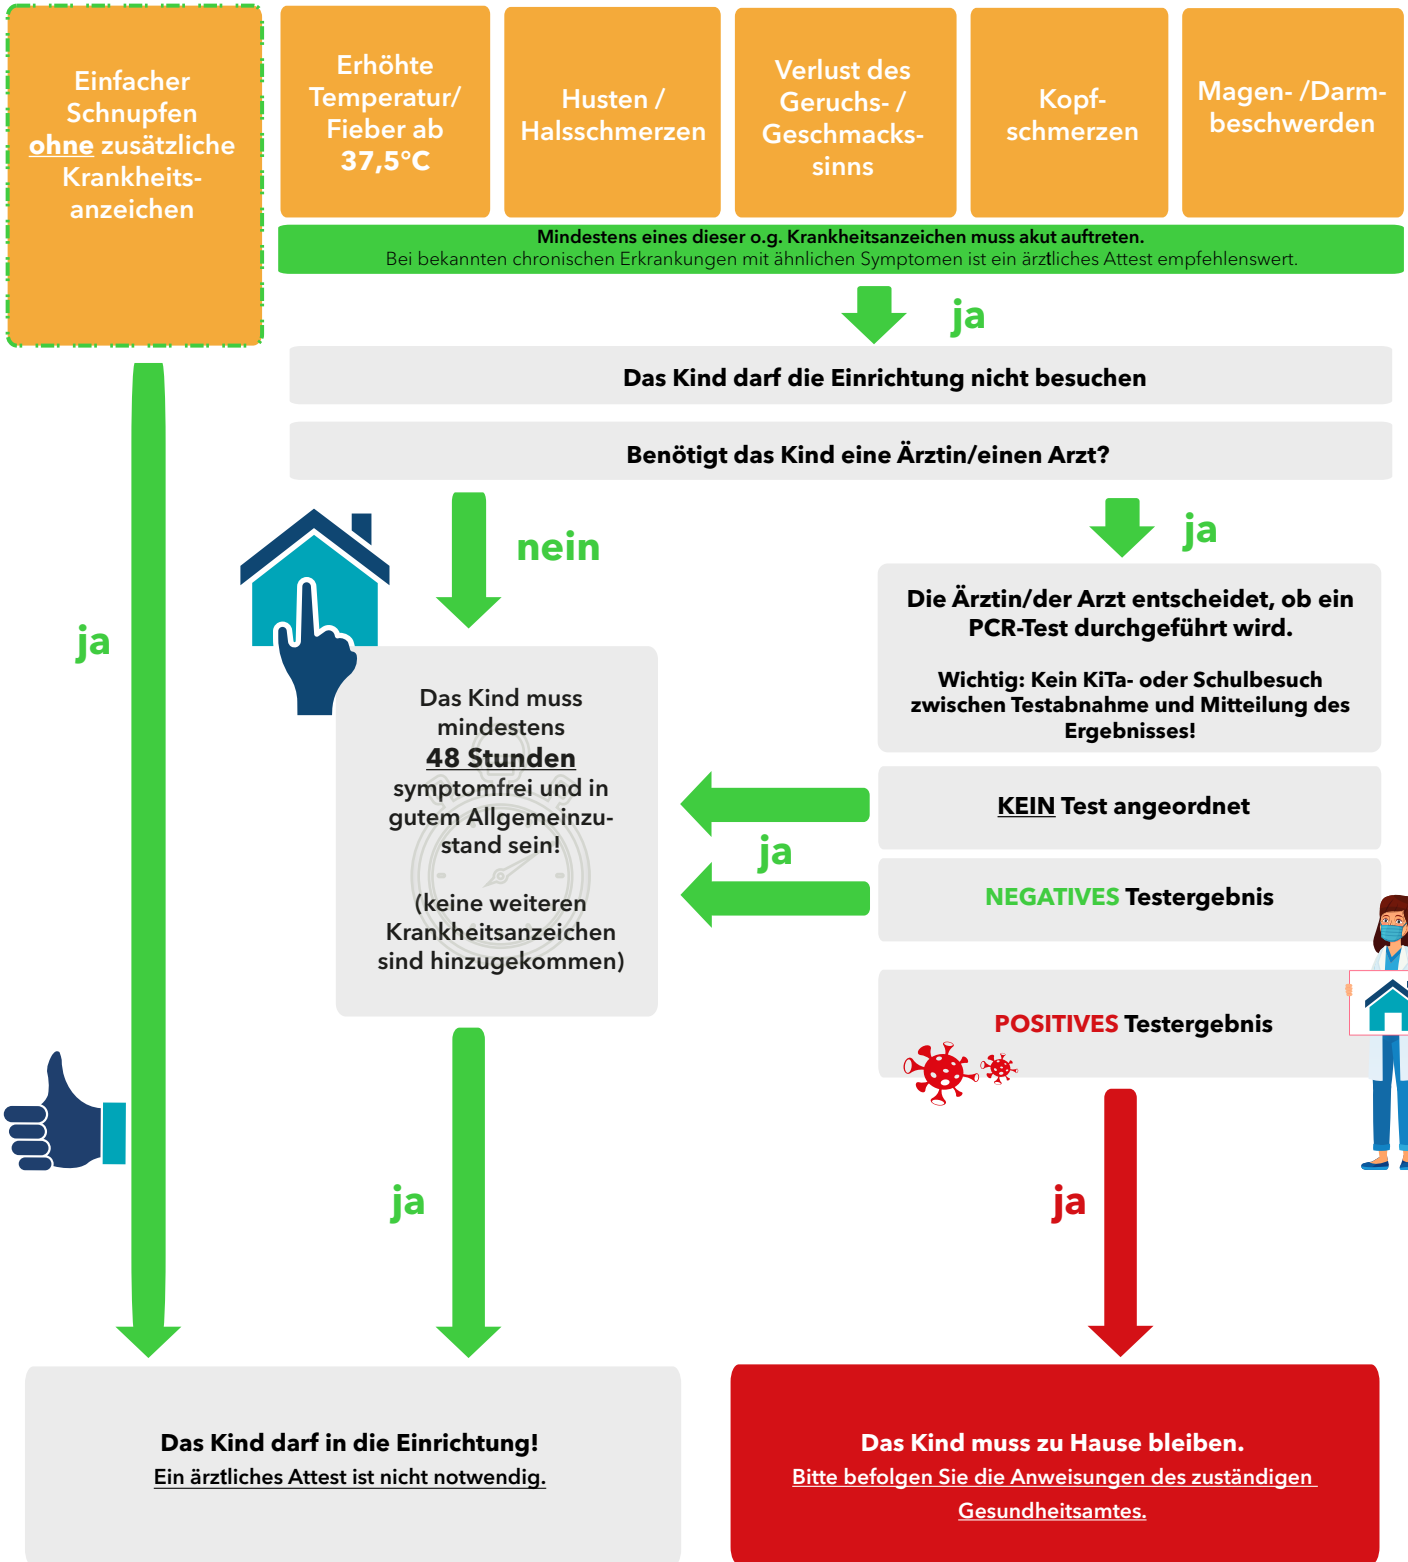 Einfacher
Schnupfen
ohne zusätzliche
Krankheits-
anzeichen
Erhöhte
Temperatur/
Fieber ab
37,5°C
Husten /
Halsschmerzen
Verlust des
Geruchs- /
Geschmacks-
sinns
Kopf-
schmerzen
Magen- /Darm-
beschwerden
Mindestens eines dieser o.g. Krankheitsanzeichen muss akut auftreten.
Bei bekannten chronischen Erkrankungen mit ähnlichen Symptomen ist ein ärztliches Attest empfehlenswert.
ja
Das Kind darf die Einrichtung nicht besuchen
Benötigt das Kind eine Ärztin/einen Arzt?
nein
ja
Die Ärztin/der Arzt entscheidet, ob ein
PCR-Test durchgeführt wird.
Wichtig: Kein KiTa- oder Schulbesuch
zwischen Testabnahme und Mitteilung des
Ergebnisses!
ja
Das Kind muss
mindestens
48 Stunden
symptomfrei und in
gutem Allgemeinzu-
stand sein!
(keine weiteren
Krankheitsanzeichen
sind hinzugekommen)
KEIN Test angeordnet
ja
NEGATIVES Testergebnis
POSITIVES Testergebnis
ja
ja
Das Kind darf in die Einrichtung!
Ein ärztliches Attest ist nicht notwendig.
Das Kind muss zu Hause bleiben.
Bitte befolgen Sie die Anweisungen des zuständigen
Gesundheitsamtes.